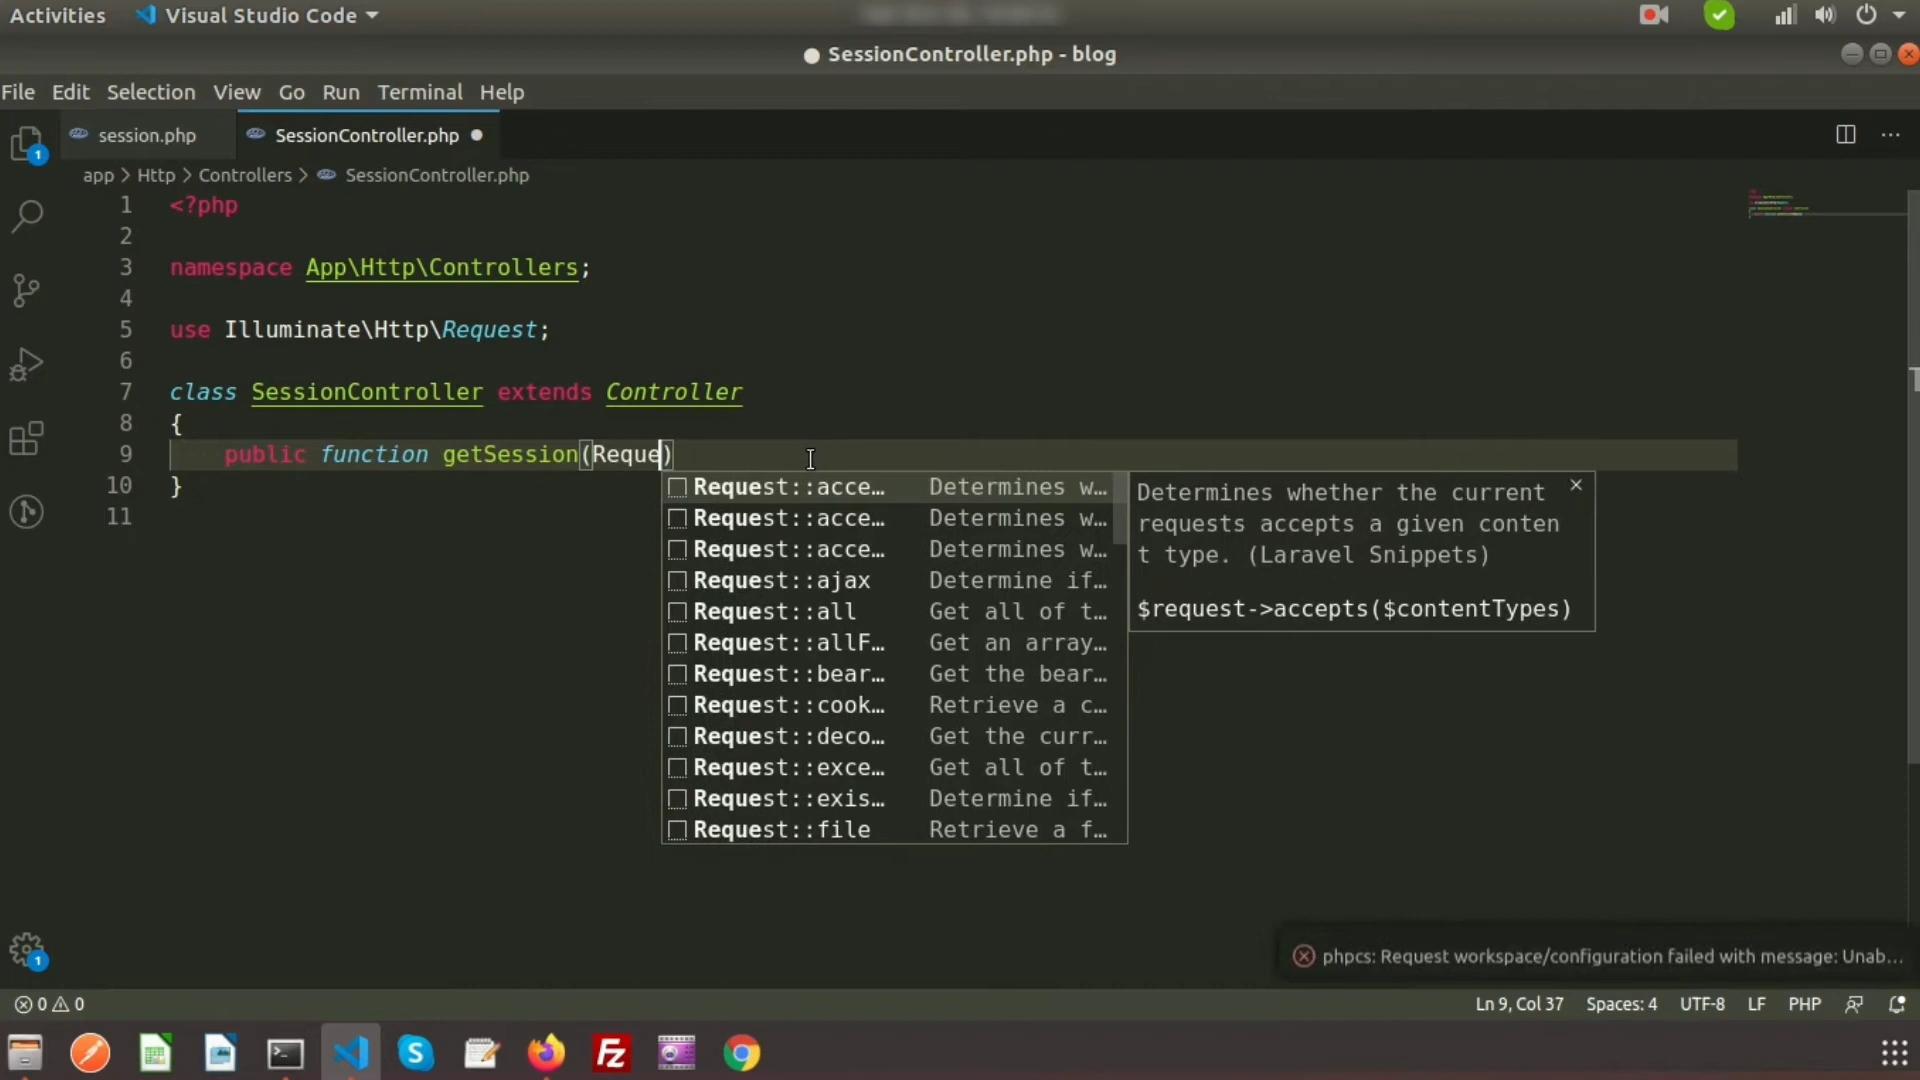 Activities Visual Studio Code
SessionController.php - blog
File Edit Selection View Go Run Terminal Help
session.php SessionController.php
app > Http > Controllers > SessionController.php
1 <?php
2
3 namespace App\Http\Controllers;
4
5 use Illuminate\Http\Request;
6
7 class SessionController extends Controller
8 {
9 public function getSession(Reque)
10 }
11
Request::acce… Determines w…
Request::acce… Determines w…
Request::acce… Determines w…
Request::ajax Determine if…
Request::all Get all of t…
Request::allF… Get an array…
Request::bear… Get the bear…
Request::cook… Retrieve a c…
Request::deco… Get the curr…
Request::exce… Get all of t…
Request::exis… Determine if…
Request::file Retrieve a f…
Determines whether the current
requests accepts a given conten
t type. (Laravel Snippets)
$request->accepts($contentTypes)
1
1
phpcs: Request workspace/configuration failed with message: Unab...
0 0 Ln 9, Col 37 Spaces: 4 UTF-8 LF PHP